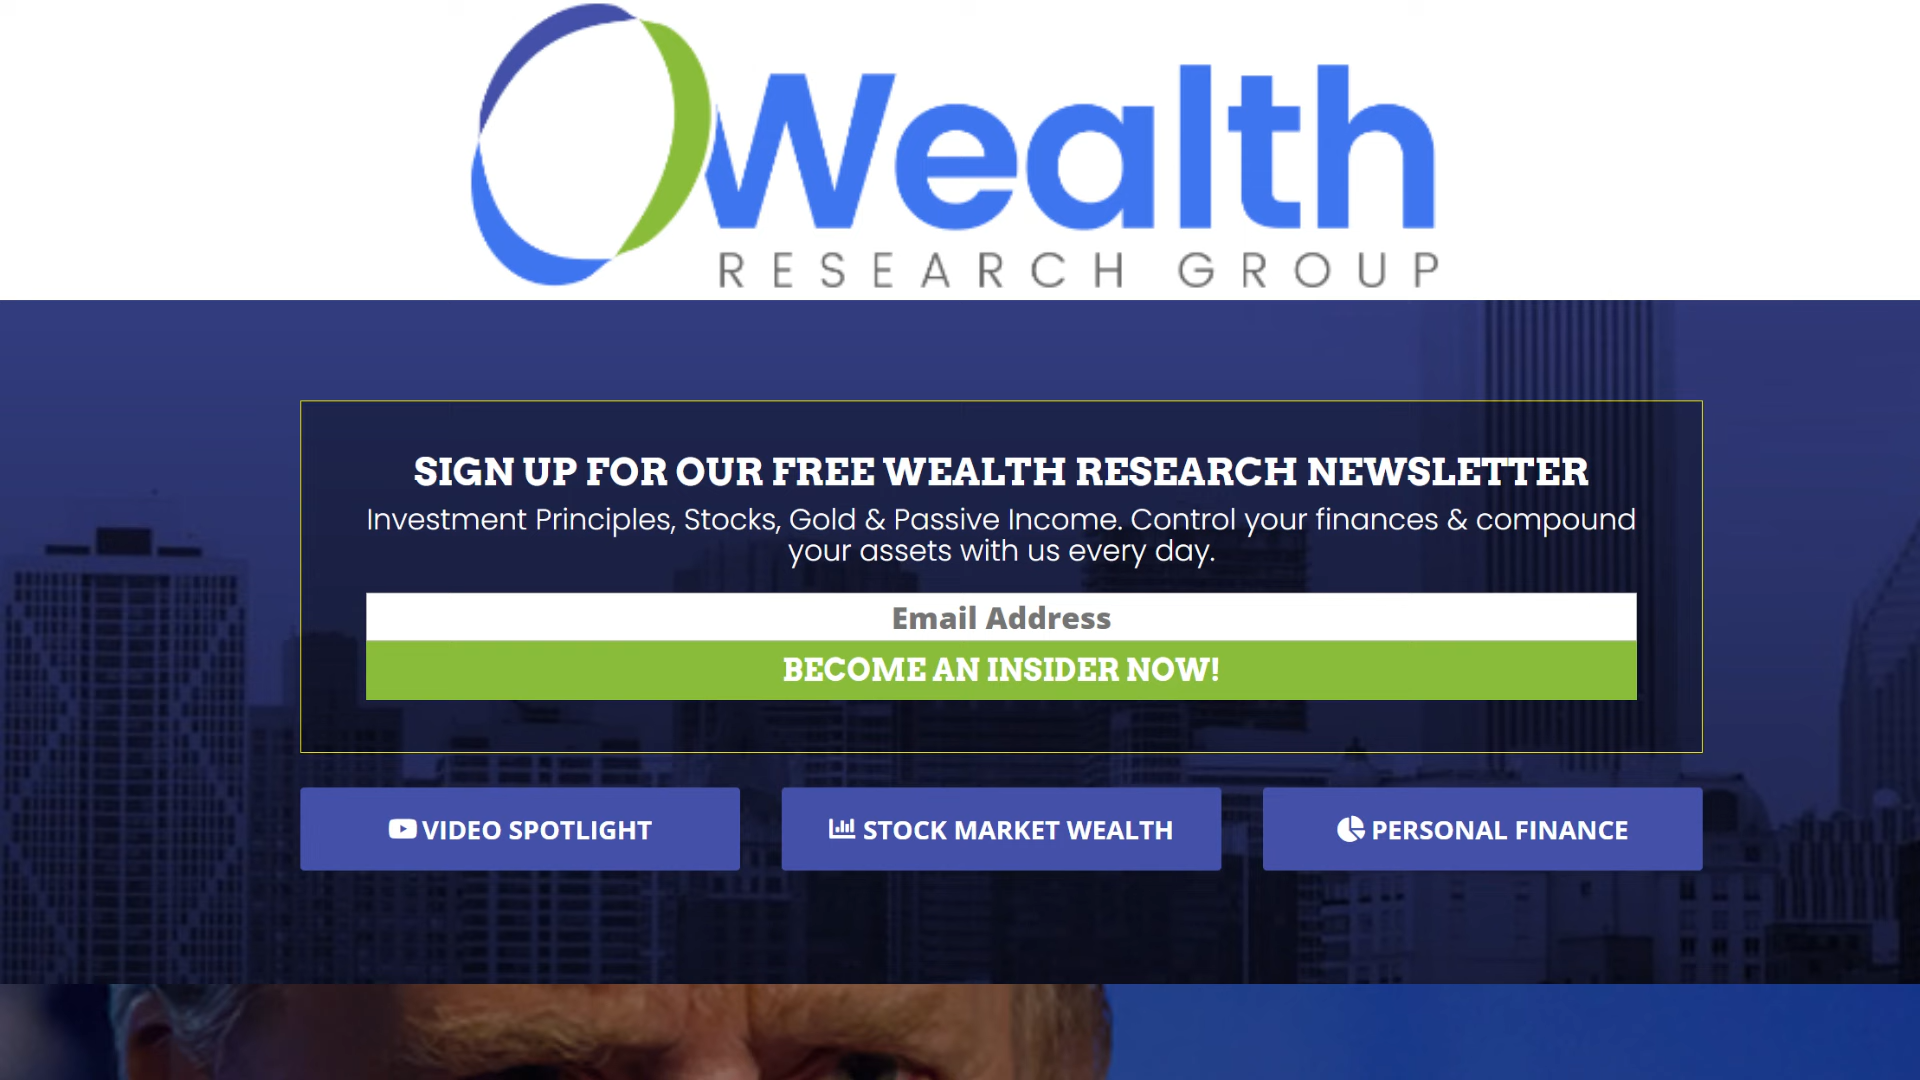 Wealth
RESEARCH GROUP
SIGN UP FOR OUR FREE WEALTH RESEARCH NEWSLETTER
Investment Principles, Stocks, Gold & Passive Income. Control your finances & compound
your assets with us every day.
Email Address
BECOME AN INSIDER NOW!
VIDEO SPOTLIGHT
STOCK MARKET WEALTH
PERSONAL FINANCE